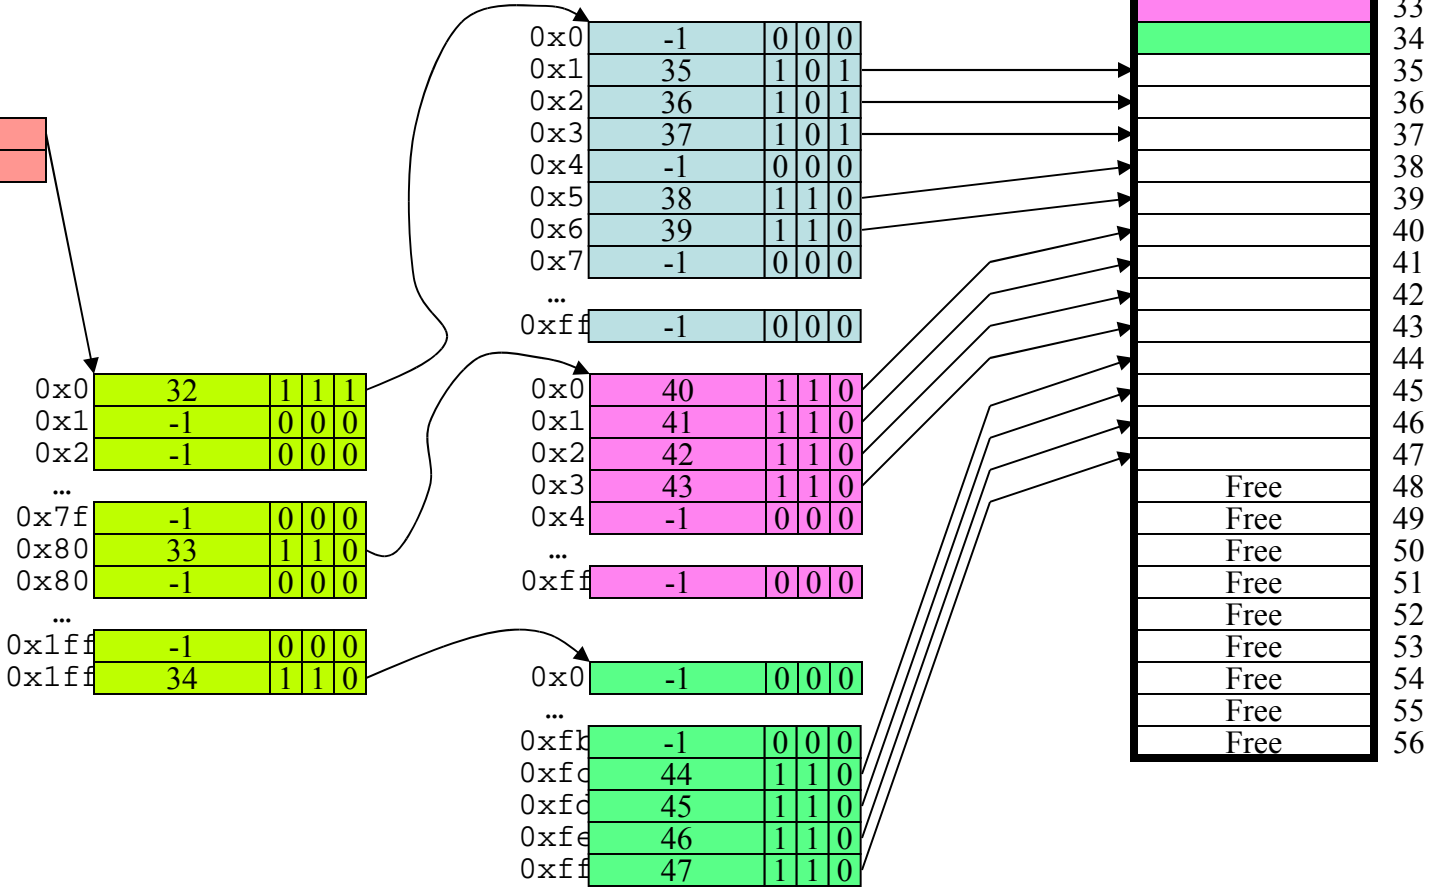 33
34
35
36
37
38
39
40
41
42
43
44
45
46
47
Free 48
Free 49
Free 50
Free 51
Free 52
Free 53
Free 54
Free 55
Free 56
0x0 -1 0 0 0
0x1 35 1 0 1
0x2 36 1 0 1
0x3 37 1 0 1
0x4 -1 0 0 0
0x5 38 1 1 0
0x6 39 1 1 0
0x7 -1 0 0 0
...
0xff -1 0 0 0
0x0 32 1 1 1
0x1 -1 0 0 0
0x2 -1 0 0 0
...
0x7f -1 0 0 0
0x80 33 1 1 0
0x80 -1 0 0 0
...
0x1ff -1 0 0 0
0x1ff 34 1 1 0
0x0 40 1 1 0
0x1 41 1 1 0
0x2 42 1 1 0
0x3 43 1 1 0
0x4 -1 0 0 0
...
0xff -1 0 0 0
0x0 -1 0 0 0
...
0xfb -1 0 0 0
0xfc 44 1 1 0
0xfd 45 1 1 0
0xfe 46 1 1 0
0xff 47 1 1 0